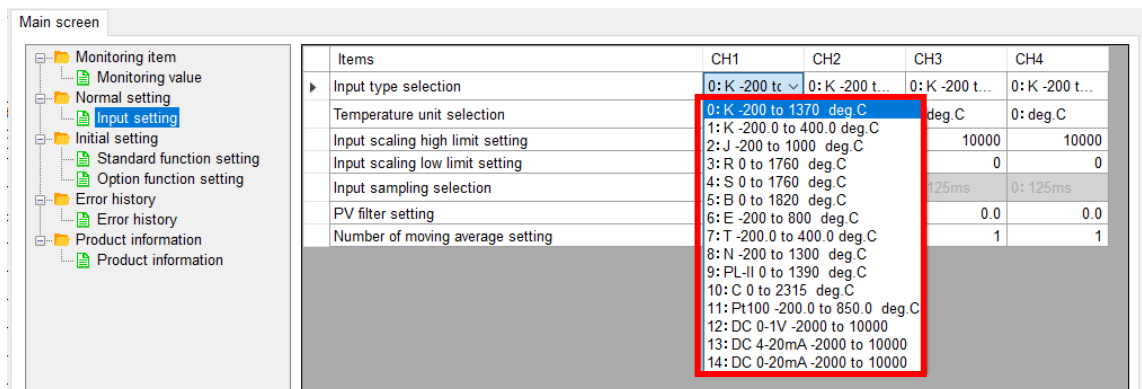 Main screen
Monitoring item
Monitoring value
Normal setting
Input setting
Initial setting
Standard function setting
Option function setting
Error history
Error history
Product information
Product information
Items CH1 CH2 CH3 CH4
Input type selection 0: K -200 tc 0: K -200 t... 0: K -200 t... 0: K -200 t...
Temperature unit selection deg.C 0: deg.C
Input scaling high limit setting 10000 10000
Input scaling low limit setting 0 0
Input sampling selection 125ms 0: 125ms
PV filter setting 0.0 0.0
Number of moving average setting 1 1
0: K -200 to 1370 deg.C
1: K -200.0 to 400.0 deg.C
2: J -200 to 1000 deg.C
3: R 0 to 1760 deg.C
4: S 0 to 1760 deg.C
5: B 0 to 1820 deg.C
6: E -200 to 800 deg.C
7: T -200.0 to 400.0 deg.C
8: N -200 to 1300 deg.C
9: PL-II 0 to 1390 deg.C
10: C 0 to 2315 deg.C
11: Pt100 -200.0 to 850.0 deg.C
12: DC 0-1V -2000 to 10000
13: DC 4-20mA -2000 to 10000
14: DC 0-20mA -2000 to 10000